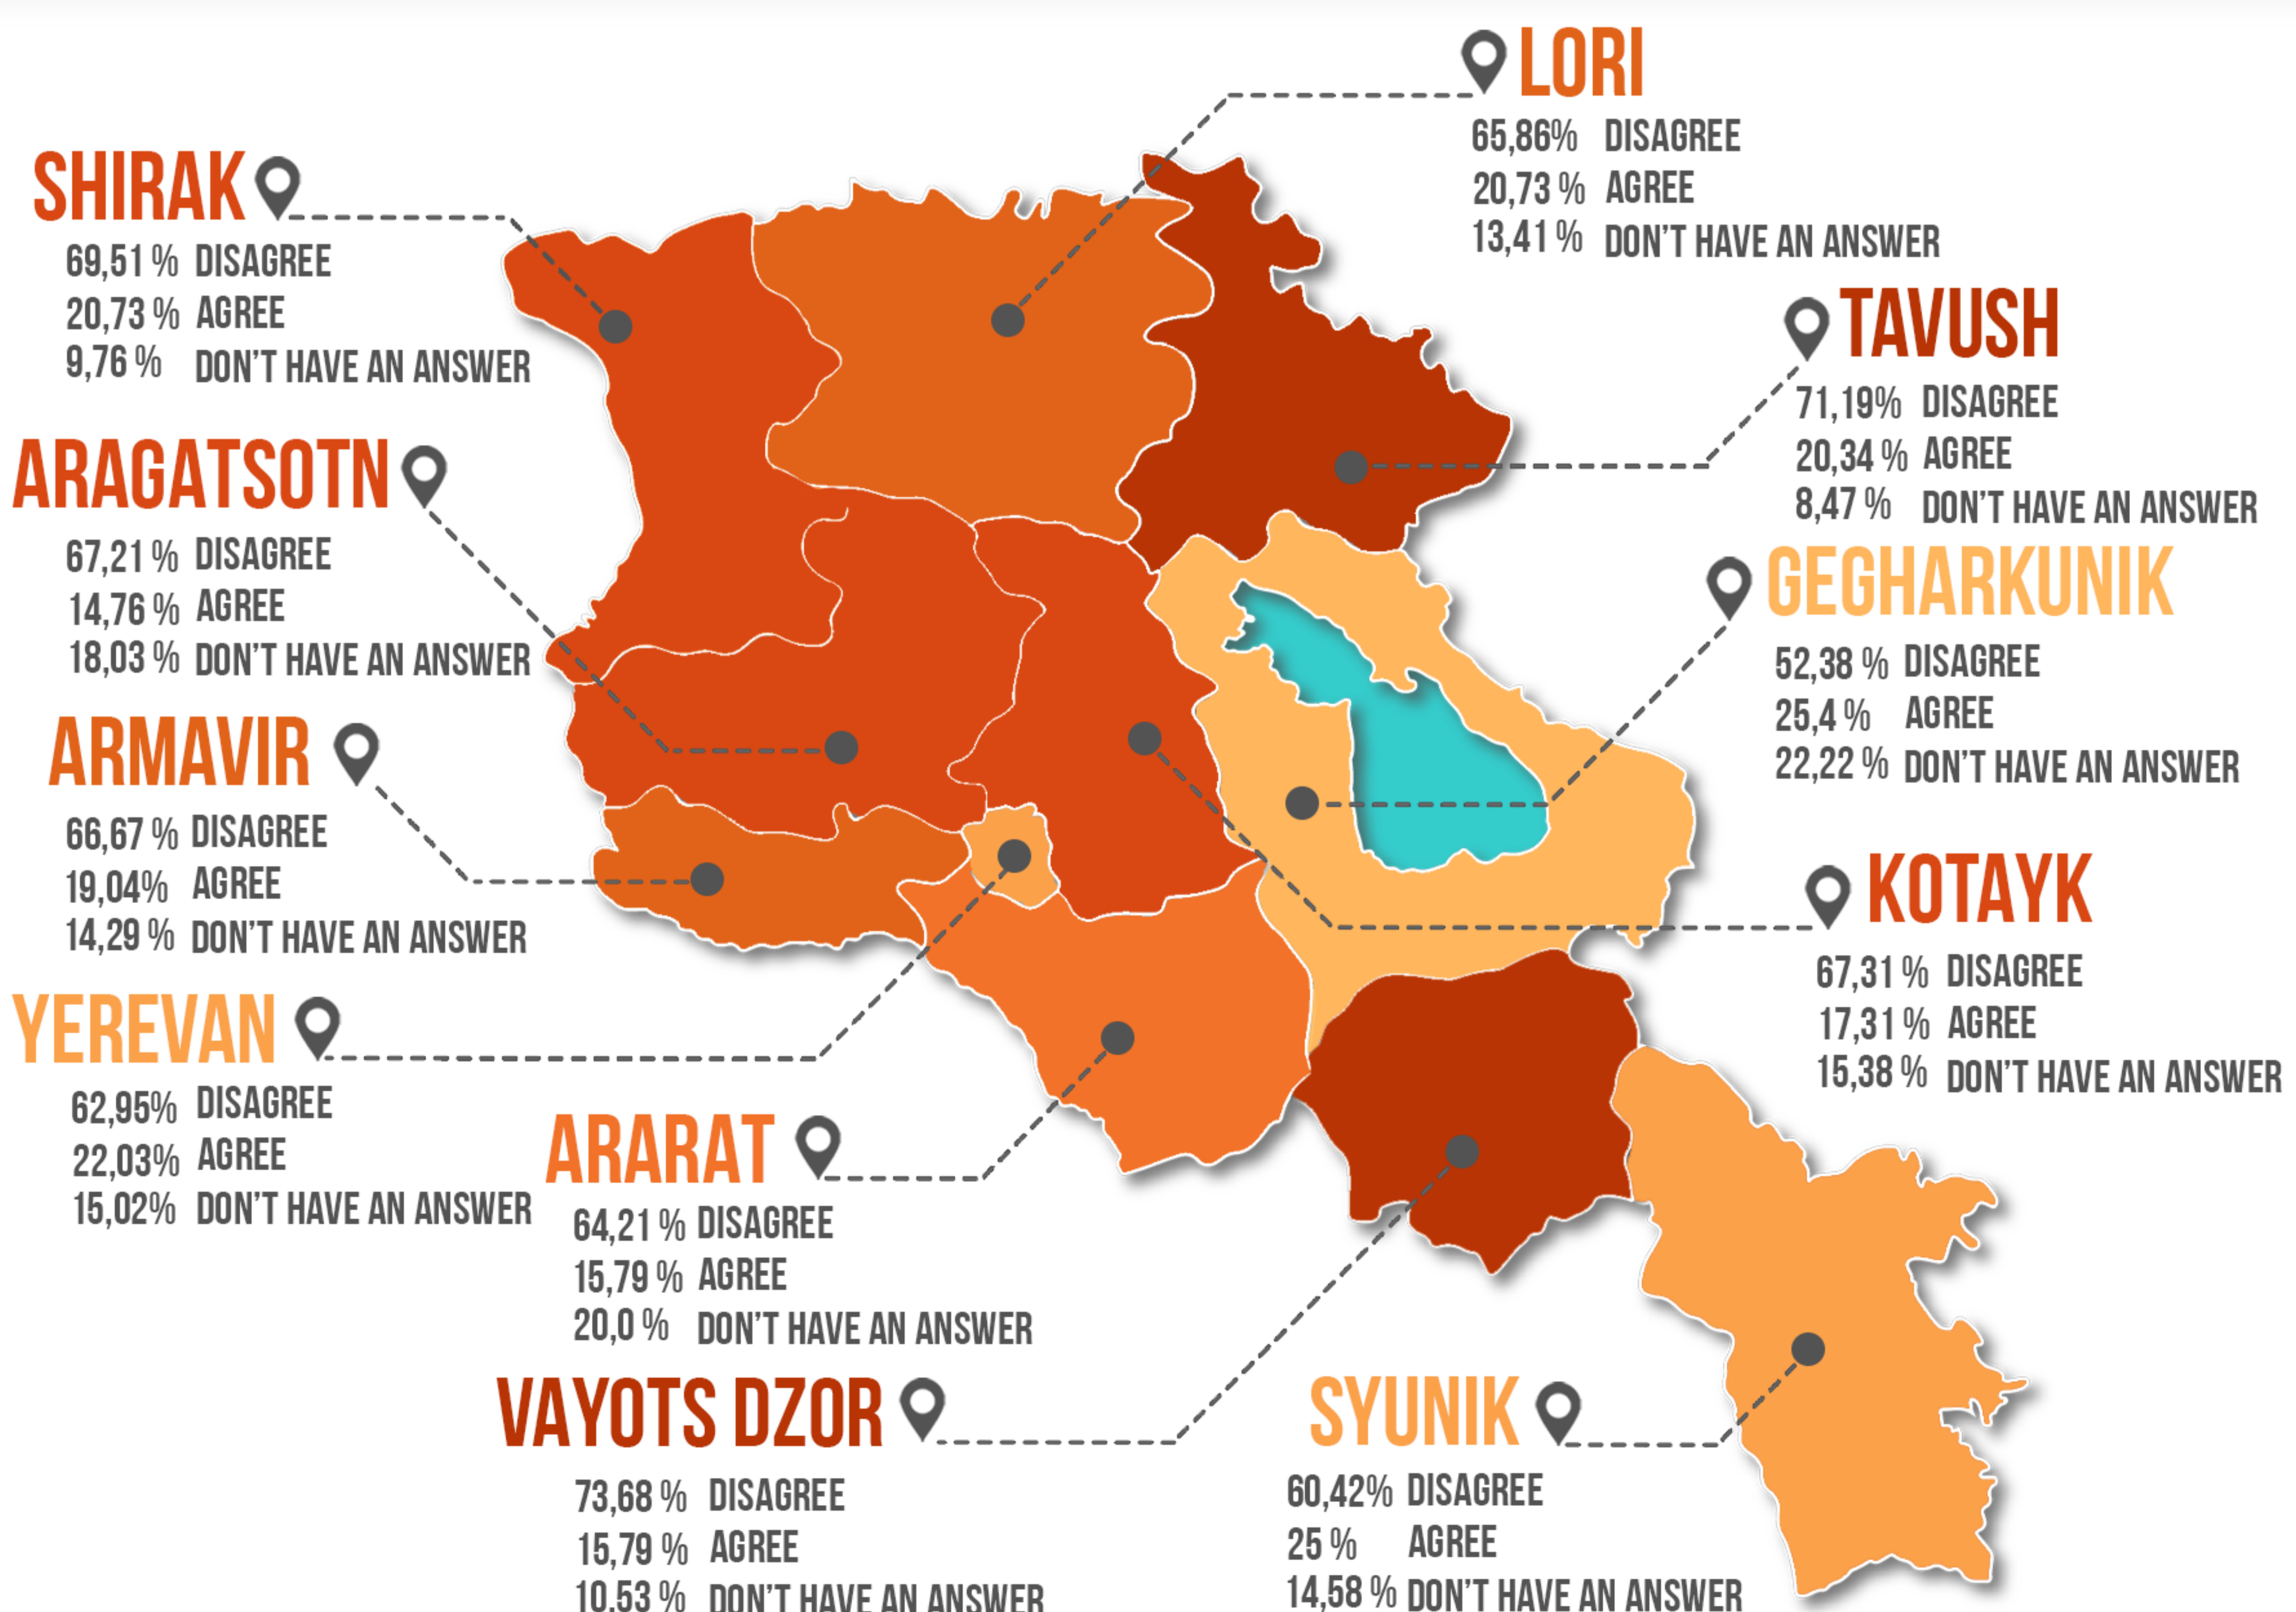 LORI
65,86% DISAGREE
20,73 % AGREE
13,41 % DON'T HAVE AN ANSWER
SHIRAK
69,51 % DISAGREE
20,73 % AGREE
9,76 % DON'T HAVE AN ANSWER
TAVUSH
71,19% DISAGREE
20,34 % AGREE
8,47 % DON'T HAVE AN ANSWER
ARAGATSOTN
67,21 % DISAGREE
14,76 % AGREE
18,03 % DON'T HAVE AN ANSWER
GEGHARKUNIK
52,38 % DISAGREE
25,4 % AGREE
22,22 % DON'T HAVE AN ANSWER
ARMAVIR
66,67 % DISAGREE
19,04% AGREE
14,29 % DON'T HAVE AN ANSWER
KOTAYK
67,31 % DISAGREE
17,31 % AGREE
15,38 % DON'T HAVE AN ANSWER
YEREVAN
62,95% DISAGREE
22,03% AGREE
15,02% DON'T HAVE AN ANSWER
ARARAT
64,21 % DISAGREE
15,79 % AGREE
20,0 % DON'T HAVE AN ANSWER
VAYOTS DZOR
73,68 % DISAGREE
15,79 % AGREE
10,53 % DON'T HAVE AN ANSWER
SYUNIK
60,42% DISAGREE
25 % AGREE
14,58 % DON'T HAVE AN ANSWER